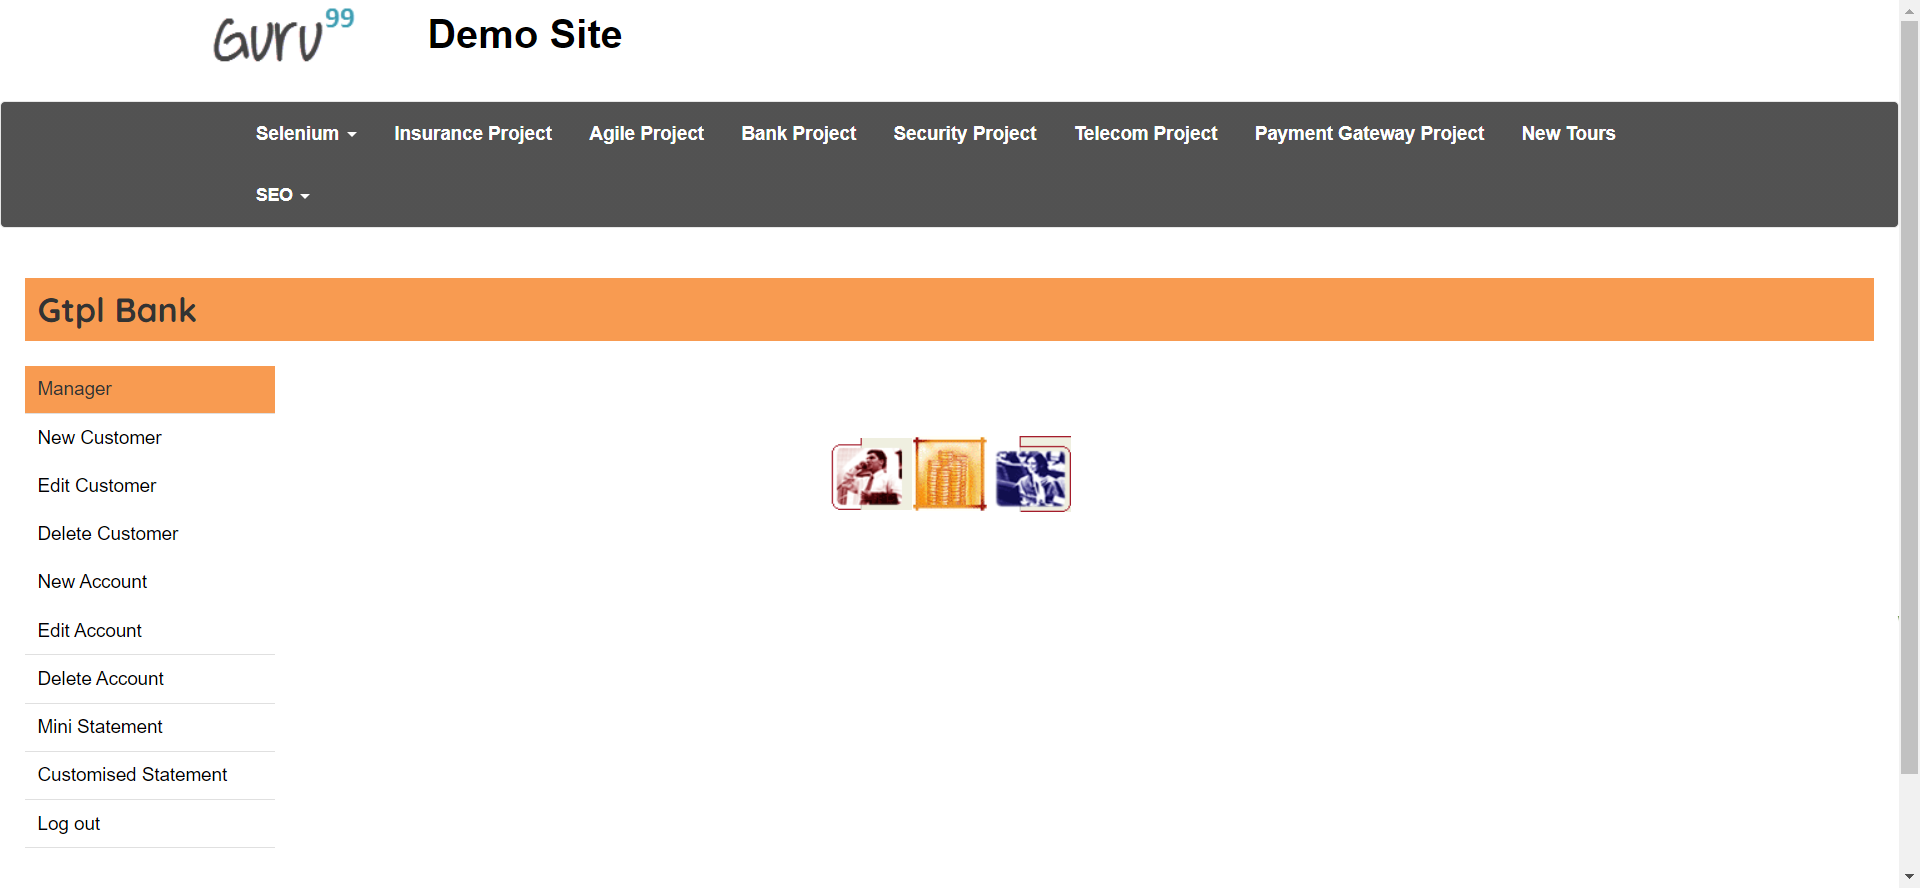 Guru99
Demo Site
Selenium
Insurance Project
Agile Project
Bank Project
Security Project
Telecom Project
Payment Gateway Project
New Tours
SEO
Gtpl Bank
Manager
New Customer
Edit Customer
Delete Customer
New Account
Edit Account
Delete Account
Mini Statement
Customised Statement
Log out